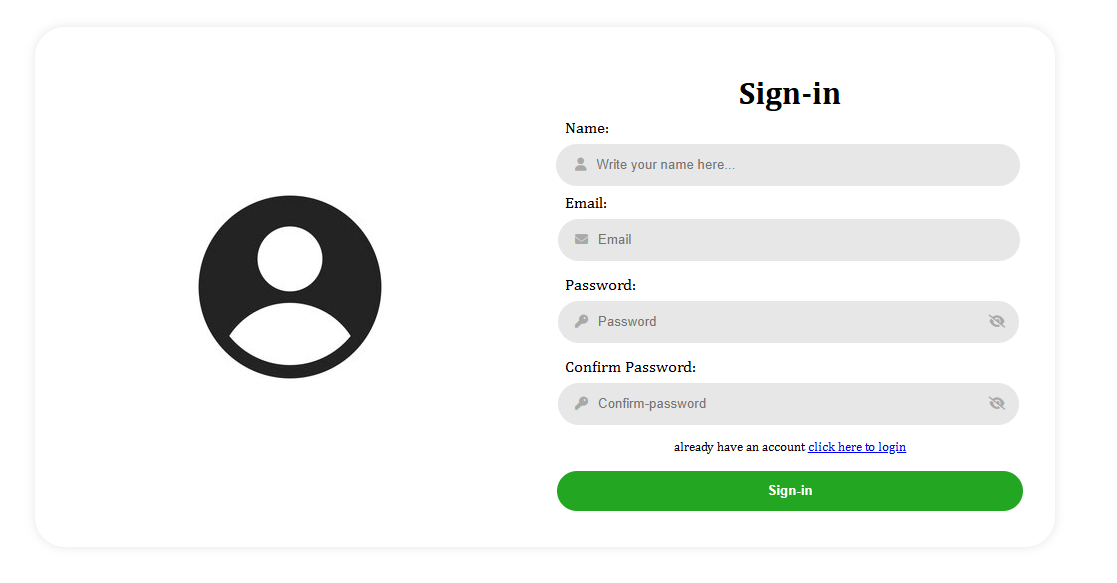 Sign-in
Name:
Write your name here...
Email:
Email
Password:
Password
Confirm Password:
Confirm-password
already have an account click here to login
Sign-in